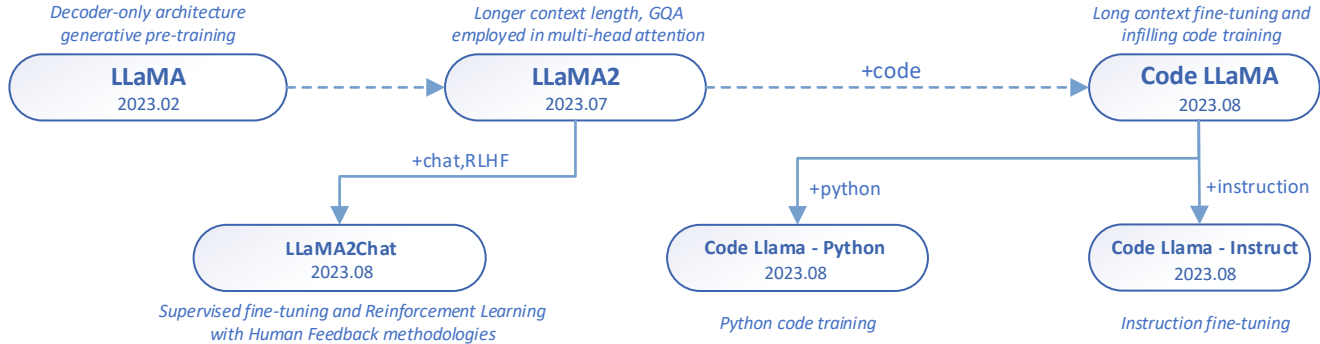 Decoder-only architecture
generative pre-training
Longer context length, GQA
employed in multi-head attention
Long context fine-tuning and
infilling code training
LLaMA
2023.02
LLaMA2
2023.07
+code
Code LLaMA
2023.08
+chat,RLHF
+python
+instruction
LLaMA2Chat
2023.08
Code Llama - Python
2023.08
Code Llama - Instruct
2023.08
Supervised fine-tuning and Reinforcement Learning
with Human Feedback methodologies
Python code training
Instruction fine-tuning